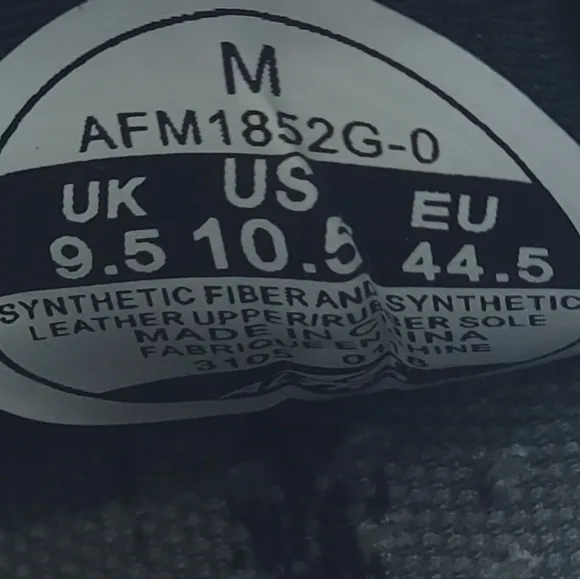 M
AFM1852G-0
UK US EU
9.5 10.5 44.5
SYNTHETIC FIBER AND SYNTHETIC
LEATHER UPPER/RUBBER SOLE
MADE IN CHINA
FABRIQUE EN CHINE
3105